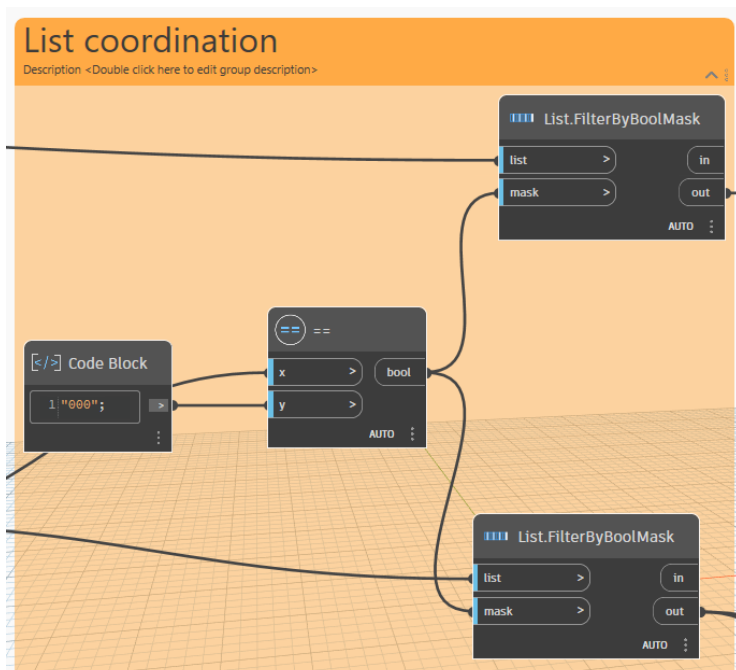 List coordination
Description <Double click here to edit group description>
List.FilterByBoolMask
list > in
mask > out
AUTO
== ==
x > bool
y >
AUTO
[</>] Code Block
1 "000"; >
List.FilterByBoolMask
list > in
mask > out
AUTO